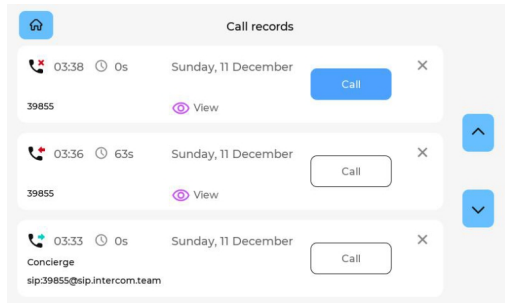 Call records
03:38 0s Sunday, 11 December Call
39855 View
03:36 63s Sunday, 11 December Call
39855 View
03:33 0s Sunday, 11 December Call
Concierge
sip:39855@sip.intercom.team